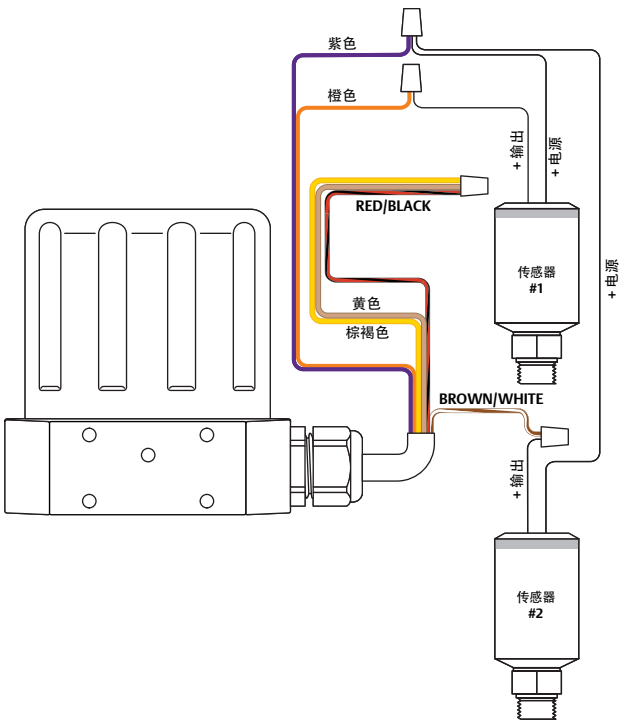 紫色
橙色
+ 输出
+ 电源
RED/BLACK
传感器
#1
+ 电源
黄色
棕褐色
BROWN/WHITE
+ 输出
传感器
#2